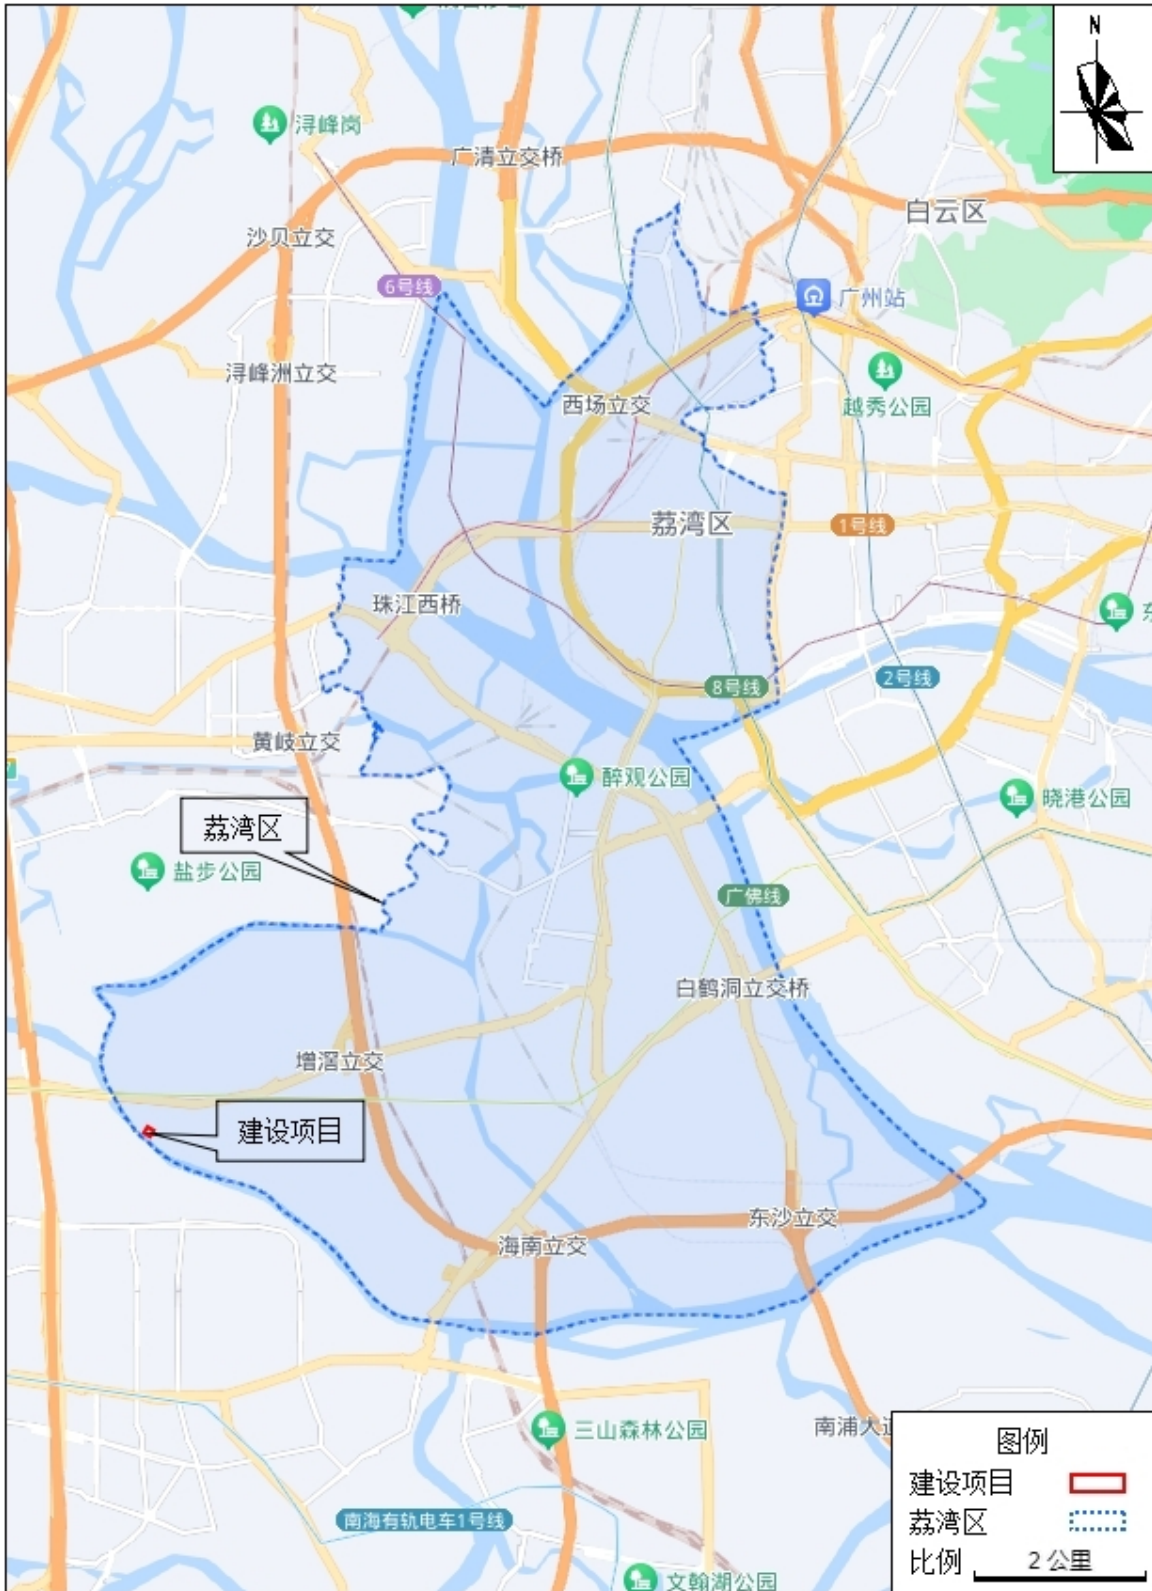 N
浔峰岗
广清立交桥
白云区
沙贝立交
6号线
广州站
浔峰洲立交
西场立交
越秀公园
荔湾区
1号线
珠江西桥
8号线
2号线
黄岐立交
醉观公园
晓港公园
荔湾区
盐步公园
广佛线
白鹤洞立交桥
增滘立交
建设项目
东沙立交
海南立交
三山森林公园
南浦大道
南海有轨电车1号线
文翰湖公园
图例
建设项目
荔湾区
比例 2 公里